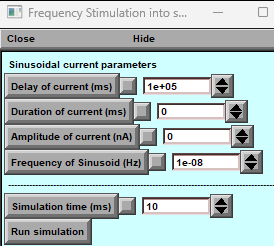 Frequency Stimulation into s...
Close Hide
Sinusoidal current parameters
Delay of current (ms) 1e+05
Duration of current (ms) 0
Amplitude of current (nA) 0
Frequency of Sinusoid (Hz) 1e-08
Simulation time (ms) 10
Run simulation